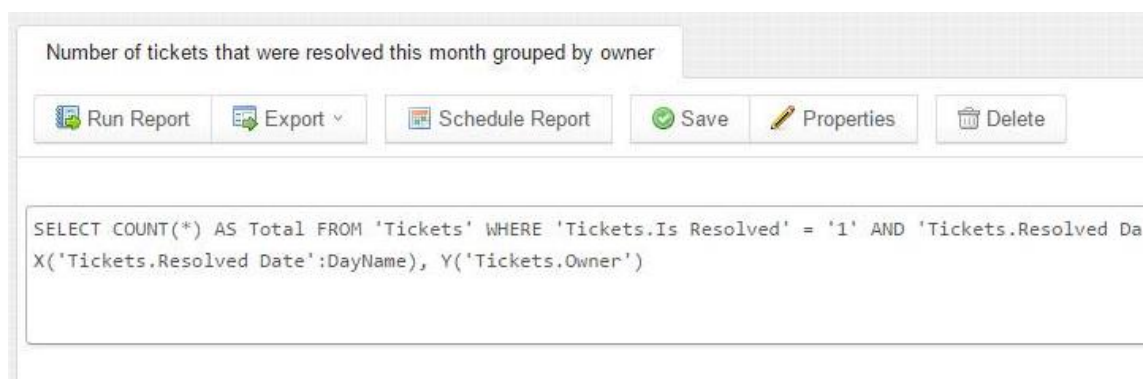 Number of tickets that were resolved this month grouped by owner
Run Report Export Schedule Report Save Properties Delete
SELECT COUNT(*) AS Total FROM 'Tickets' WHERE 'Tickets.Is Resolved' = '1' AND 'Tickets.Resolved Da
X('Tickets.Resolved Date':DayName), Y('Tickets.Owner')